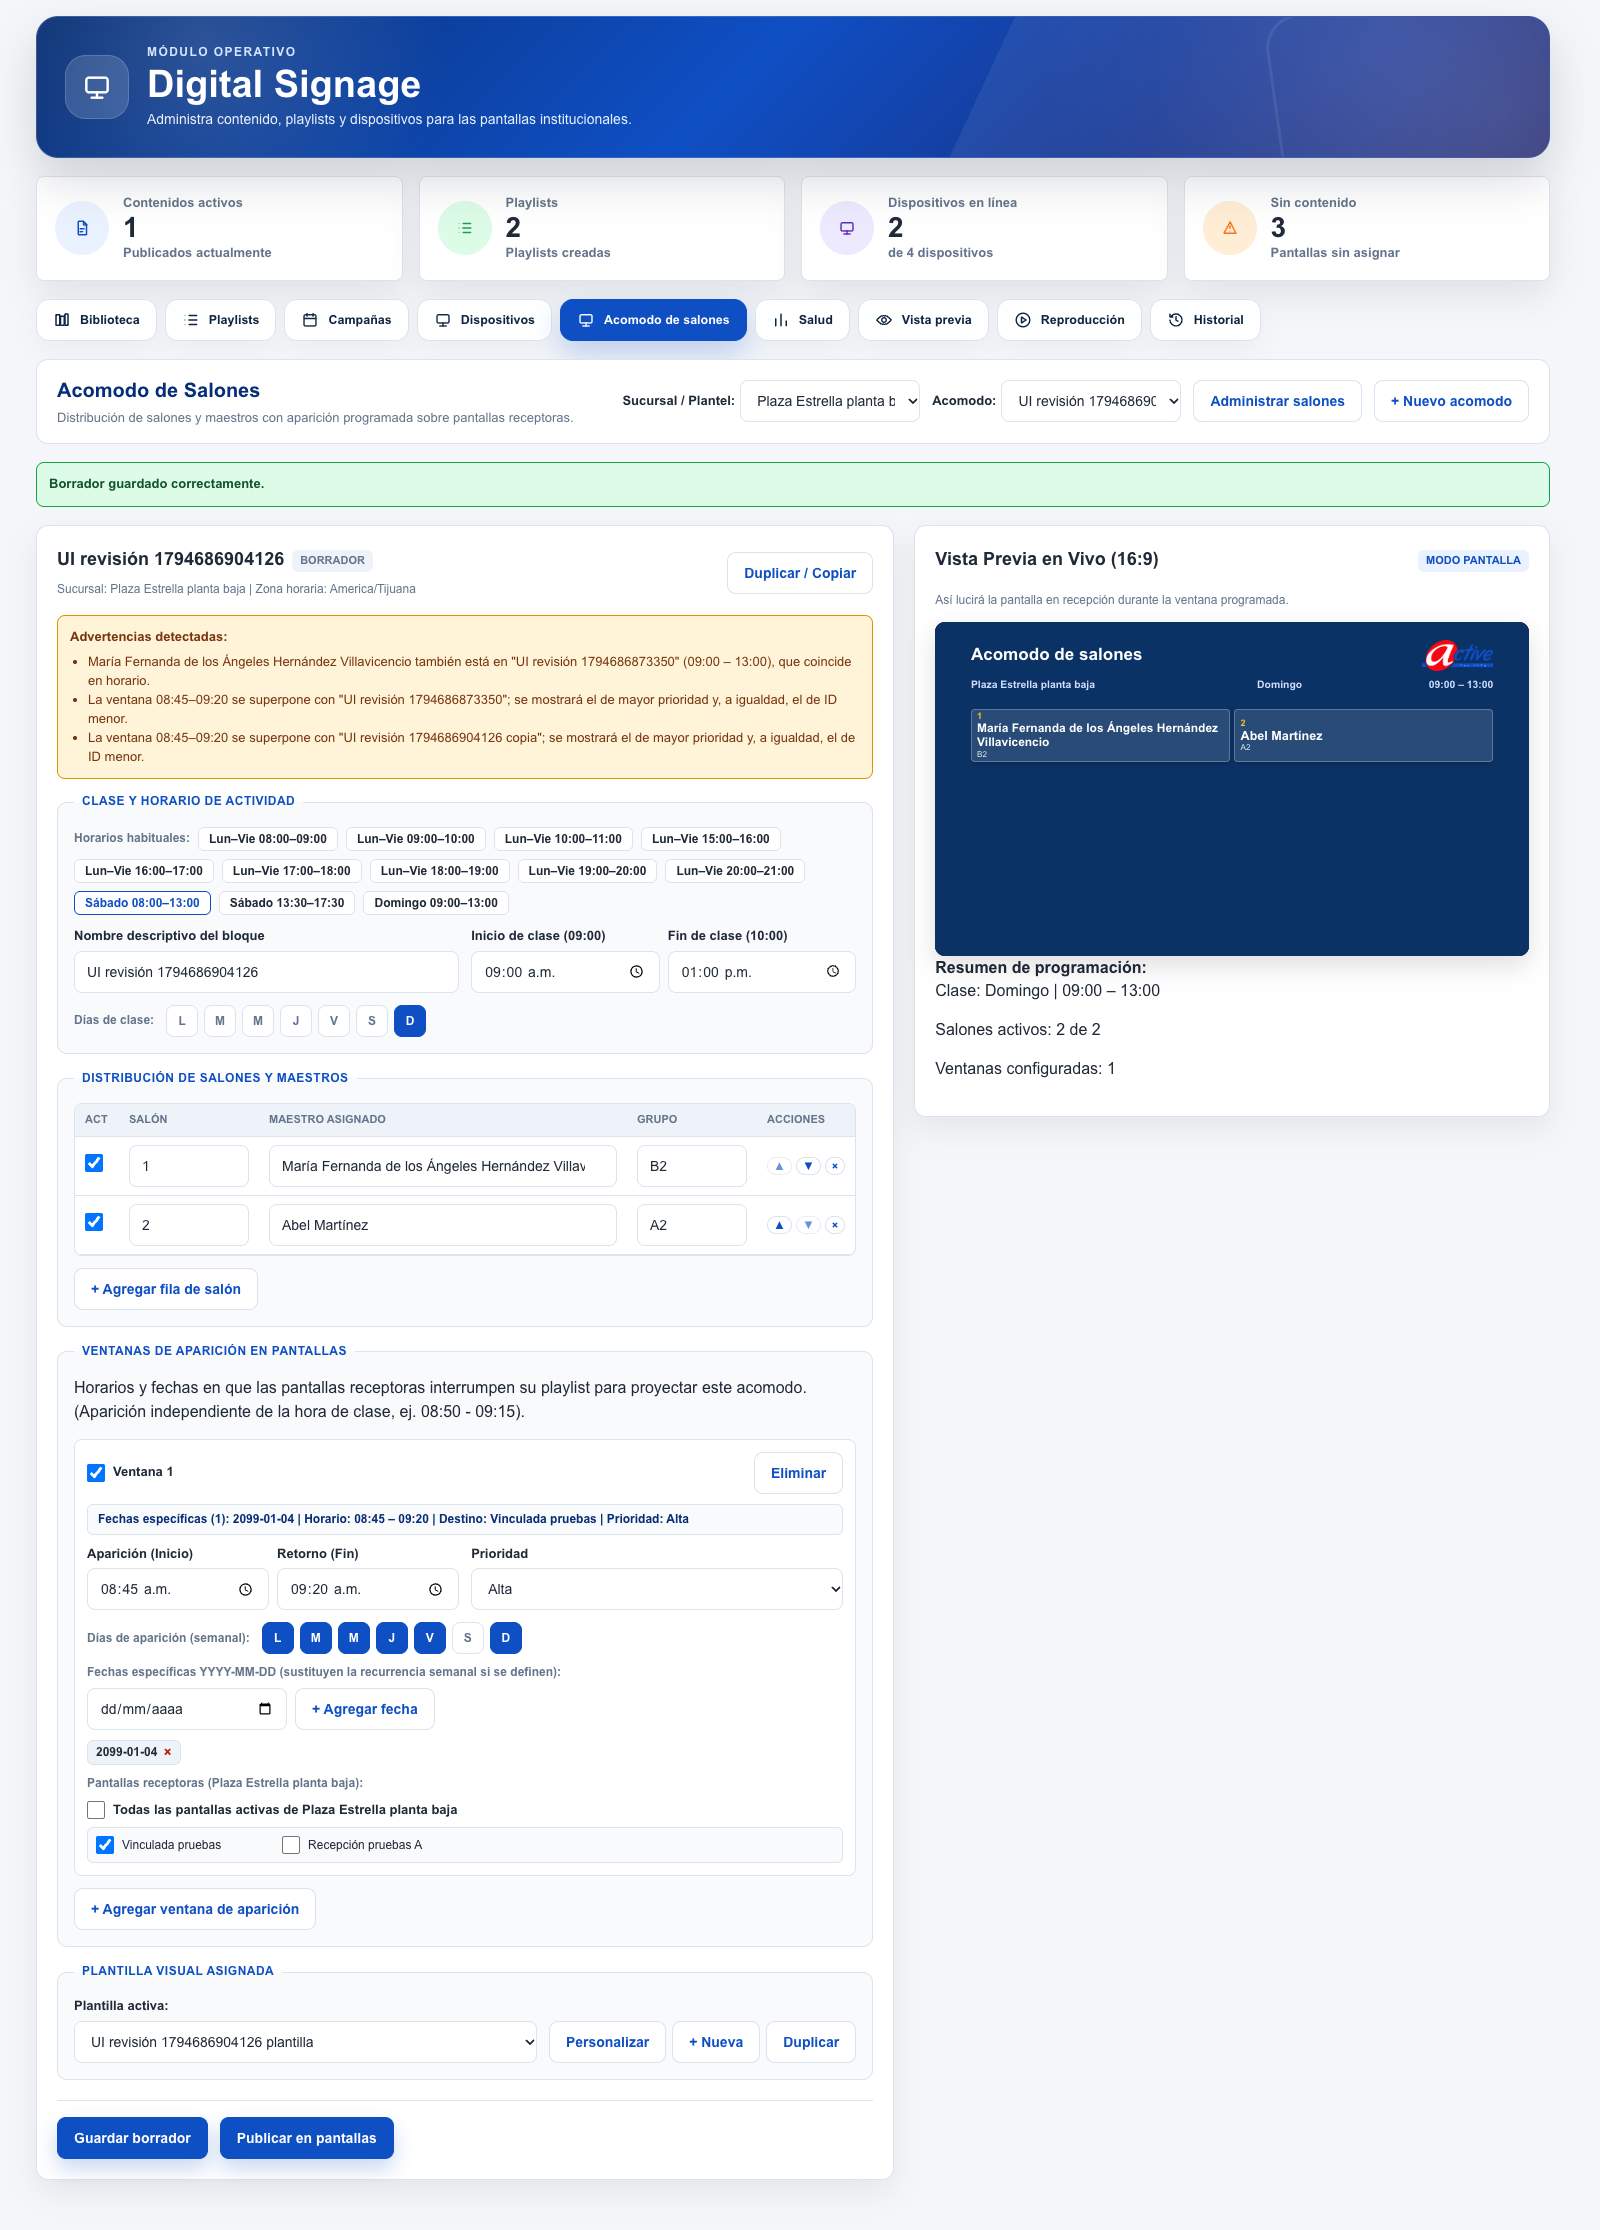 MÓDULO OPERATIVO
Digital Signage
Administra contenido, playlists y dispositivos para las pantallas institucionales.
Contenidos activos
1
Publicados actualmente
Playlists
2
Playlists creadas
Dispositivos en línea
2
de 4 dispositivos
Sin contenido
3
Pantallas sin asignar
Biblioteca
Playlists
Campañas
Dispositivos
Acomodo de salones
Salud
Vista previa
Reproducción
Historial
Acomodo de Salones
Distribución de salones y maestros con aparición programada sobre pantallas receptoras.
Sucursal / Plantel:
Plaza Estrella planta b
Acomodo:
UI revisión 179468690
Administrar salones
+ Nuevo acomodo
Borrador guardado correctamente.
UI revisión 1794686904126
BORRADOR
Sucursal: Plaza Estrella planta baja | Zona horaria: America/Tijuana
Duplicar / Copiar
Advertencias detectadas:
• María Fernanda de los Ángeles Hernández Villavicencio también está en "UI revisión 1794686873350" (09:00 – 13:00), que coincide
en horario.
• La ventana 08:45–09:20 se superpone con "UI revisión 1794686873350"; se mostrará el de mayor prioridad y, a igualdad, el de ID
menor.
• La ventana 08:45–09:20 se superpone con "UI revisión 1794686904126 copia"; se mostrará el de mayor prioridad y, a igualdad, el de
ID menor.
CLASE Y HORARIO DE ACTIVIDAD
Horarios habituales:
Lun–Vie 08:00–09:00
Lun–Vie 09:00–10:00
Lun–Vie 10:00–11:00
Lun–Vie 15:00–16:00
Lun–Vie 16:00–17:00
Lun–Vie 17:00–18:00
Lun–Vie 18:00–19:00
Lun–Vie 19:00–20:00
Lun–Vie 20:00–21:00
Sábado 08:00–13:00
Sábado 13:30–17:30
Domingo 09:00–13:00
Nombre descriptivo del bloque
Inicio de clase (09:00)
Fin de clase (10:00)
UI revisión 1794686904126
09:00 a.m.
01:00 p.m.
Días de clase:
L M M J V S D
DISTRIBUCIÓN DE SALONES Y MAESTROS
ACT SALÓN MAESTRO ASIGNADO GRUPO ACCIONES
1 María Fernanda de los Ángeles Hernández Villav B2 ▲ ▼ ×
2 Abel Martínez A2 ▲ ▼ ×
+ Agregar fila de salón
VENTANAS DE APARICIÓN EN PANTALLAS
Horarios y fechas en que las pantallas receptoras interrumpen su playlist para proyectar este acomodo.
(Aparición independiente de la hora de clase, ej. 08:50 - 09:15).
Ventana 1
Eliminar
Fechas específicas (1): 2099-01-04 | Horario: 08:45 – 09:20 | Destino: Vinculada pruebas | Prioridad: Alta
Aparición (Inicio)
Retorno (Fin)
Prioridad
08:45 a.m.
09:20 a.m.
Alta
Días de aparición (semanal):
L M M J V S D
Fechas específicas YYYY-MM-DD (sustituyen la recurrencia semanal si se definen):
dd/mm/aaaa
+ Agregar fecha
2099-01-04 ×
Pantallas receptoras (Plaza Estrella planta baja):
Todas las pantallas activas de Plaza Estrella planta baja
Vinculada pruebas
Recepción pruebas A
+ Agregar ventana de aparición
PLANTILLA VISUAL ASIGNADA
Plantilla activa:
UI revisión 1794686904126 plantilla
Personalizar
+ Nueva
Duplicar
Guardar borrador
Publicar en pantallas
Vista Previa en Vivo (16:9)
MODO PANTALLA
Así lucirá la pantalla en recepción durante la ventana programada.
Acomodo de salones
active
Plaza Estrella planta baja
Domingo
09:00 – 13:00
1
María Fernanda de los Ángeles Hernández
Villavicencio
B2
2
Abel Martínez
A2
Resumen de programación:
Clase: Domingo | 09:00 – 13:00
Salones activos: 2 de 2
Ventanas configuradas: 1